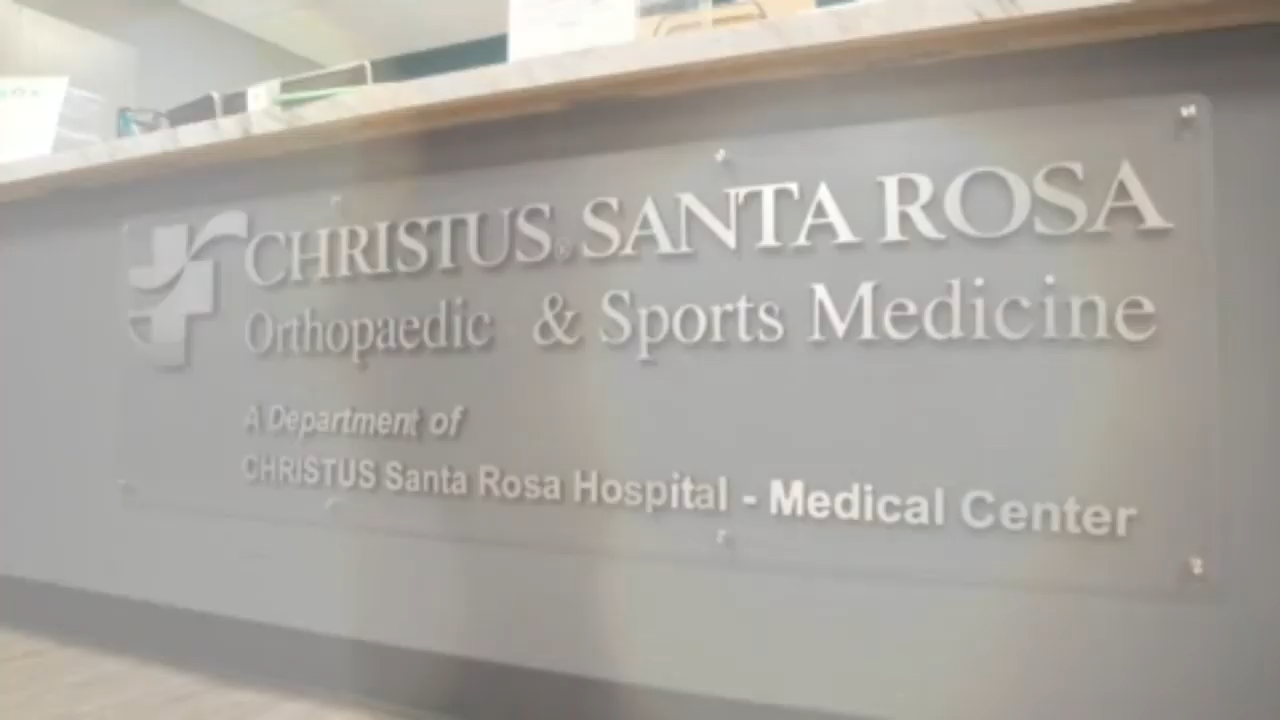 CHRISTUS® SANTA ROSA
Orthopaedic & Sports Medicine
A Department of
CHRISTUS Santa Rosa Hospital - Medical Center